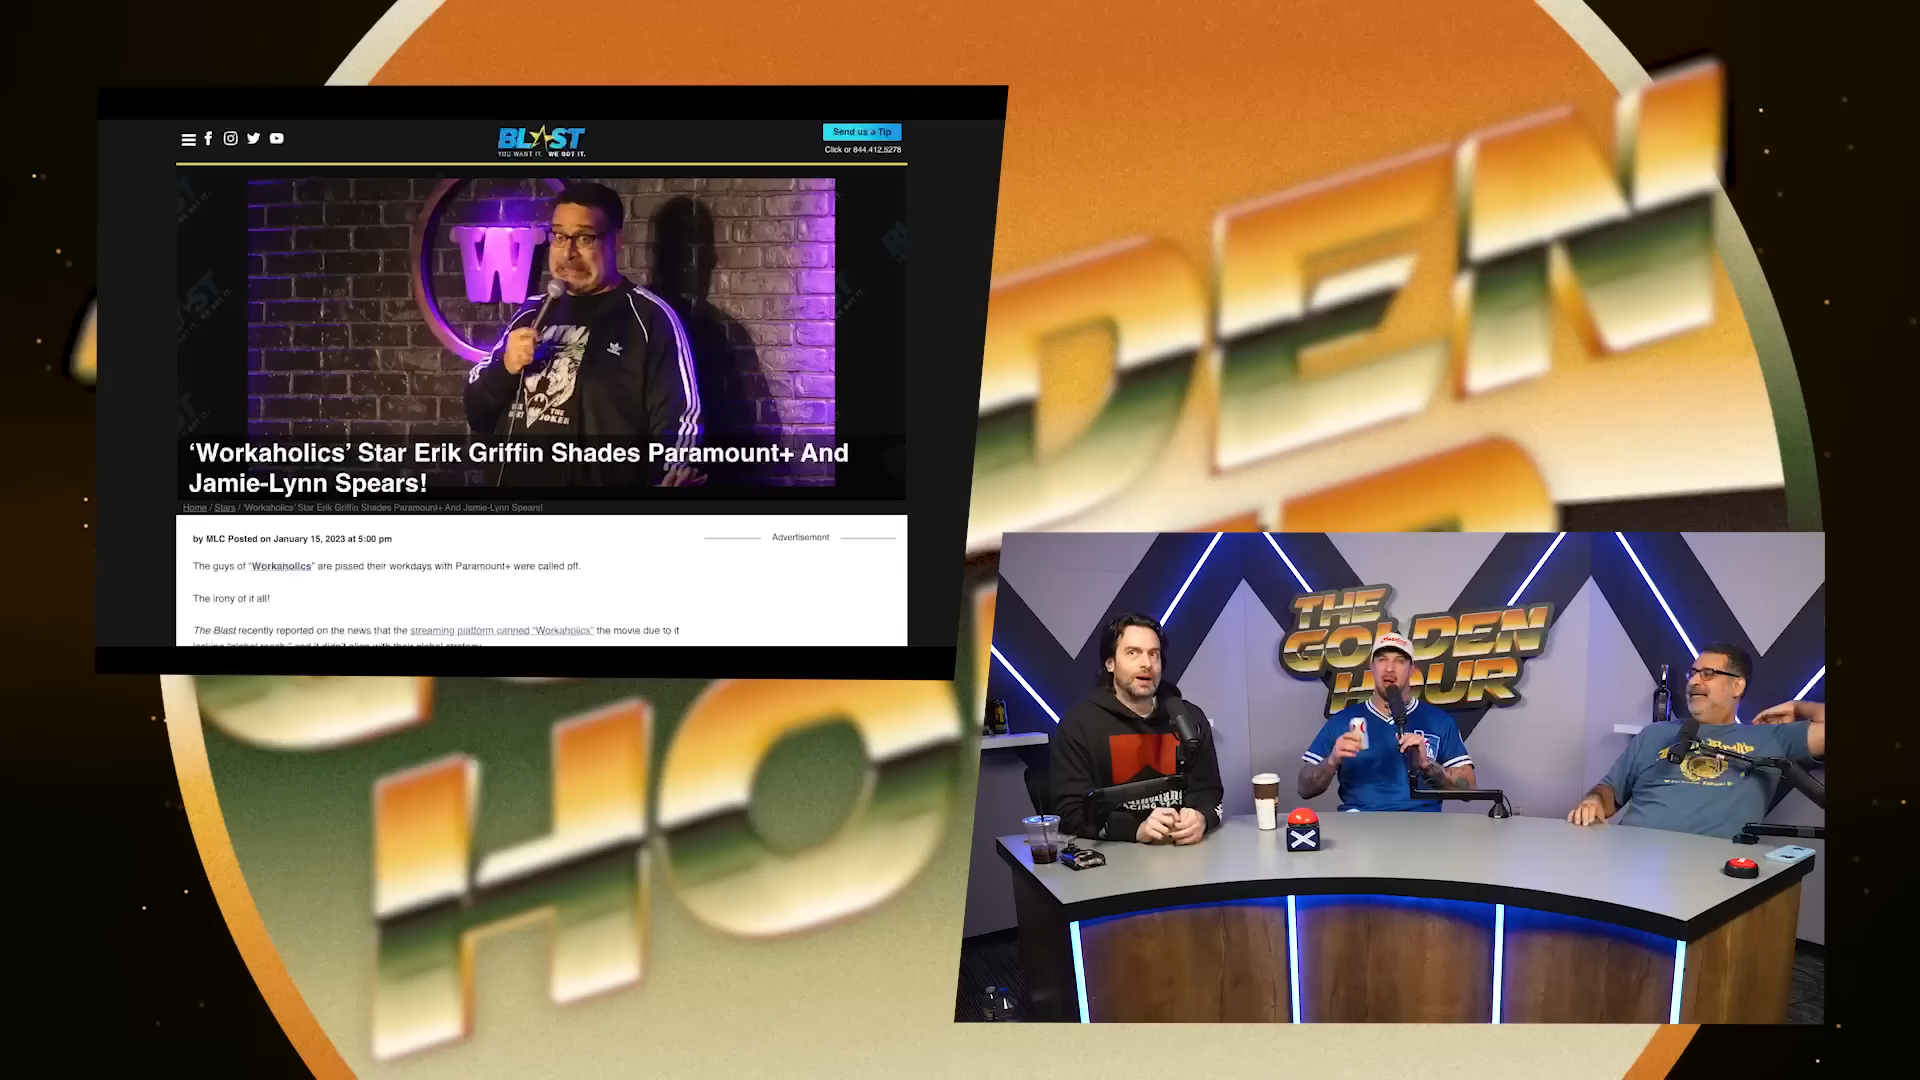 BLAST
YOU WANT IT. WE GOT IT.
Send us a Tip
Click or 844.412.5278
W
THE
JOKER
‘Workaholics’ Star Erik Griffin Shades Paramount+ And
Jamie-Lynn Spears!
Home / Stars / ‘Workaholics’ Star Erik Griffin Shades Paramount+ And Jamie-Lynn Spears!
by MLC Posted on January 15, 2023 at 5:00 pm
Advertisement
The guys of “Workaholics” are pissed their workdays with Paramount+ were called off.
The irony of it all!
The Blast recently reported on the news that the streaming platform canned “Workaholics” the movie due to it
DEN
HO
THE
GOLDEN
HOUR